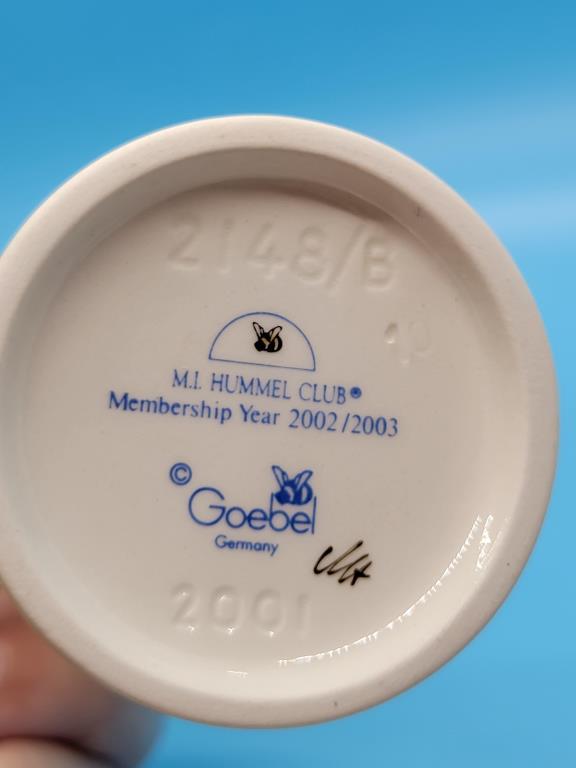 2148/B
M.I. HUMMEL CLUB®
Membership Year 2002/2003
©
Goebel
Germany
2001